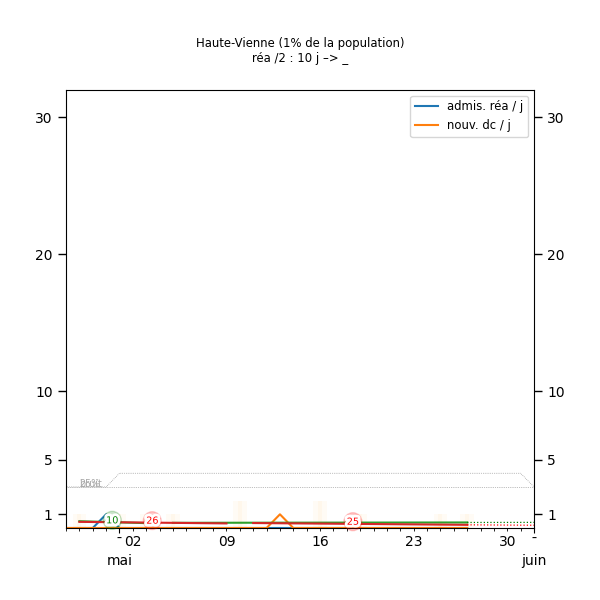 Haute-Vienne (1% de la population)
réa /2 : 10 j –> _
admis. réa / j
nouv. dc / j
30 30
20 20
10 10
5 5
1 1
10 26 25
02 09 16 23 30
mai juin